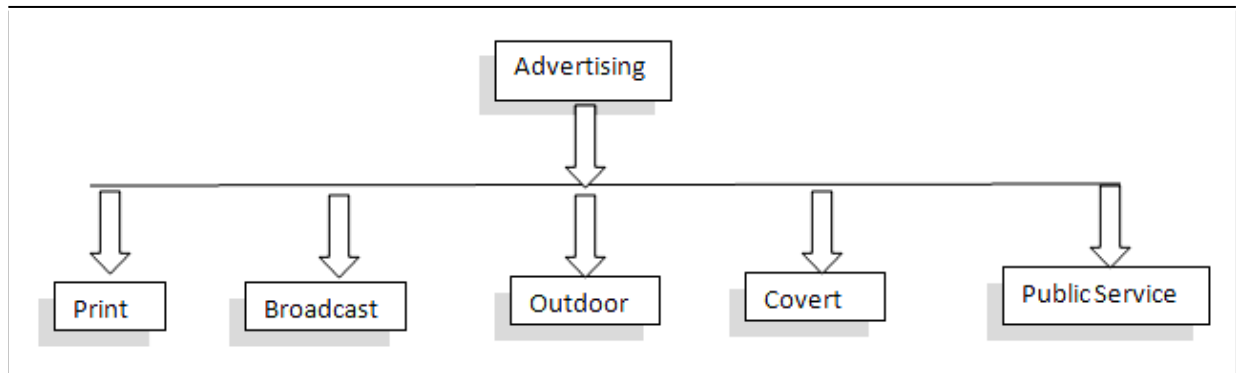 Advertising
Print
Broadcast
Outdoor
Covert
Public Service